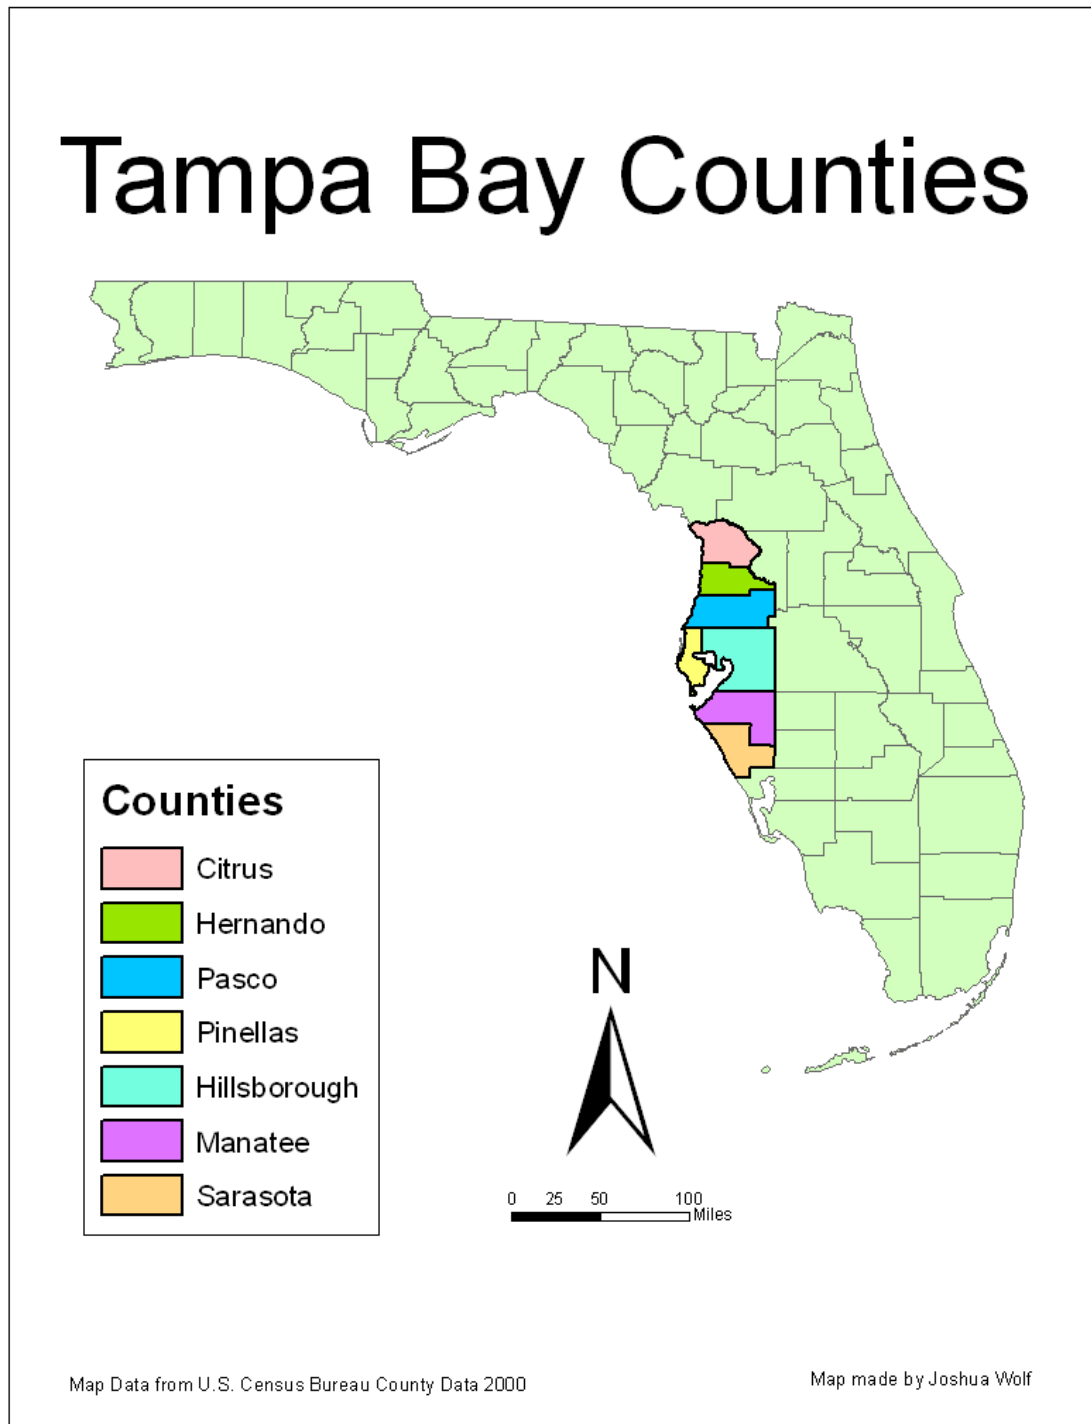 Tampa Bay Counties
Counties
Citrus
Hernando
Pasco
Pinellas
Hillsborough
Manatee
Sarasota
N
0 25 50 100
Miles
Map Data from U.S. Census Bureau County Data 2000
Map made by Joshua Wolf